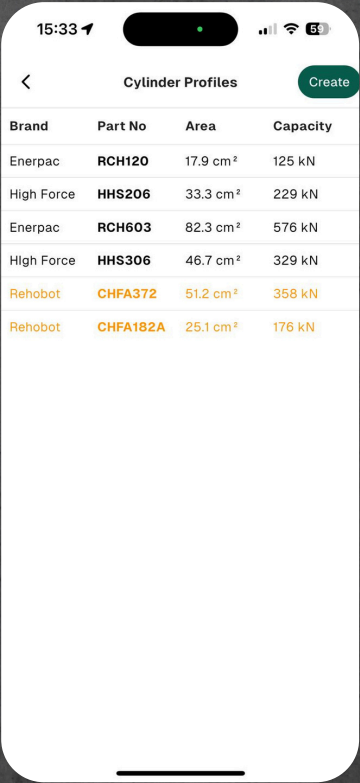 15:33
59
Cylinder Profiles
Create
Brand Part No Area Capacity
Enerpac RCH120 17.9 cm² 125 kN
High Force HHS206 33.3 cm² 229 kN
Enerpac RCH603 82.3 cm² 576 kN
HIgh Force HHS306 46.7 cm² 329 kN
Rehobot CHFA372 51.2 cm² 358 kN
Rehobot CHFA182A 25.1 cm² 176 kN